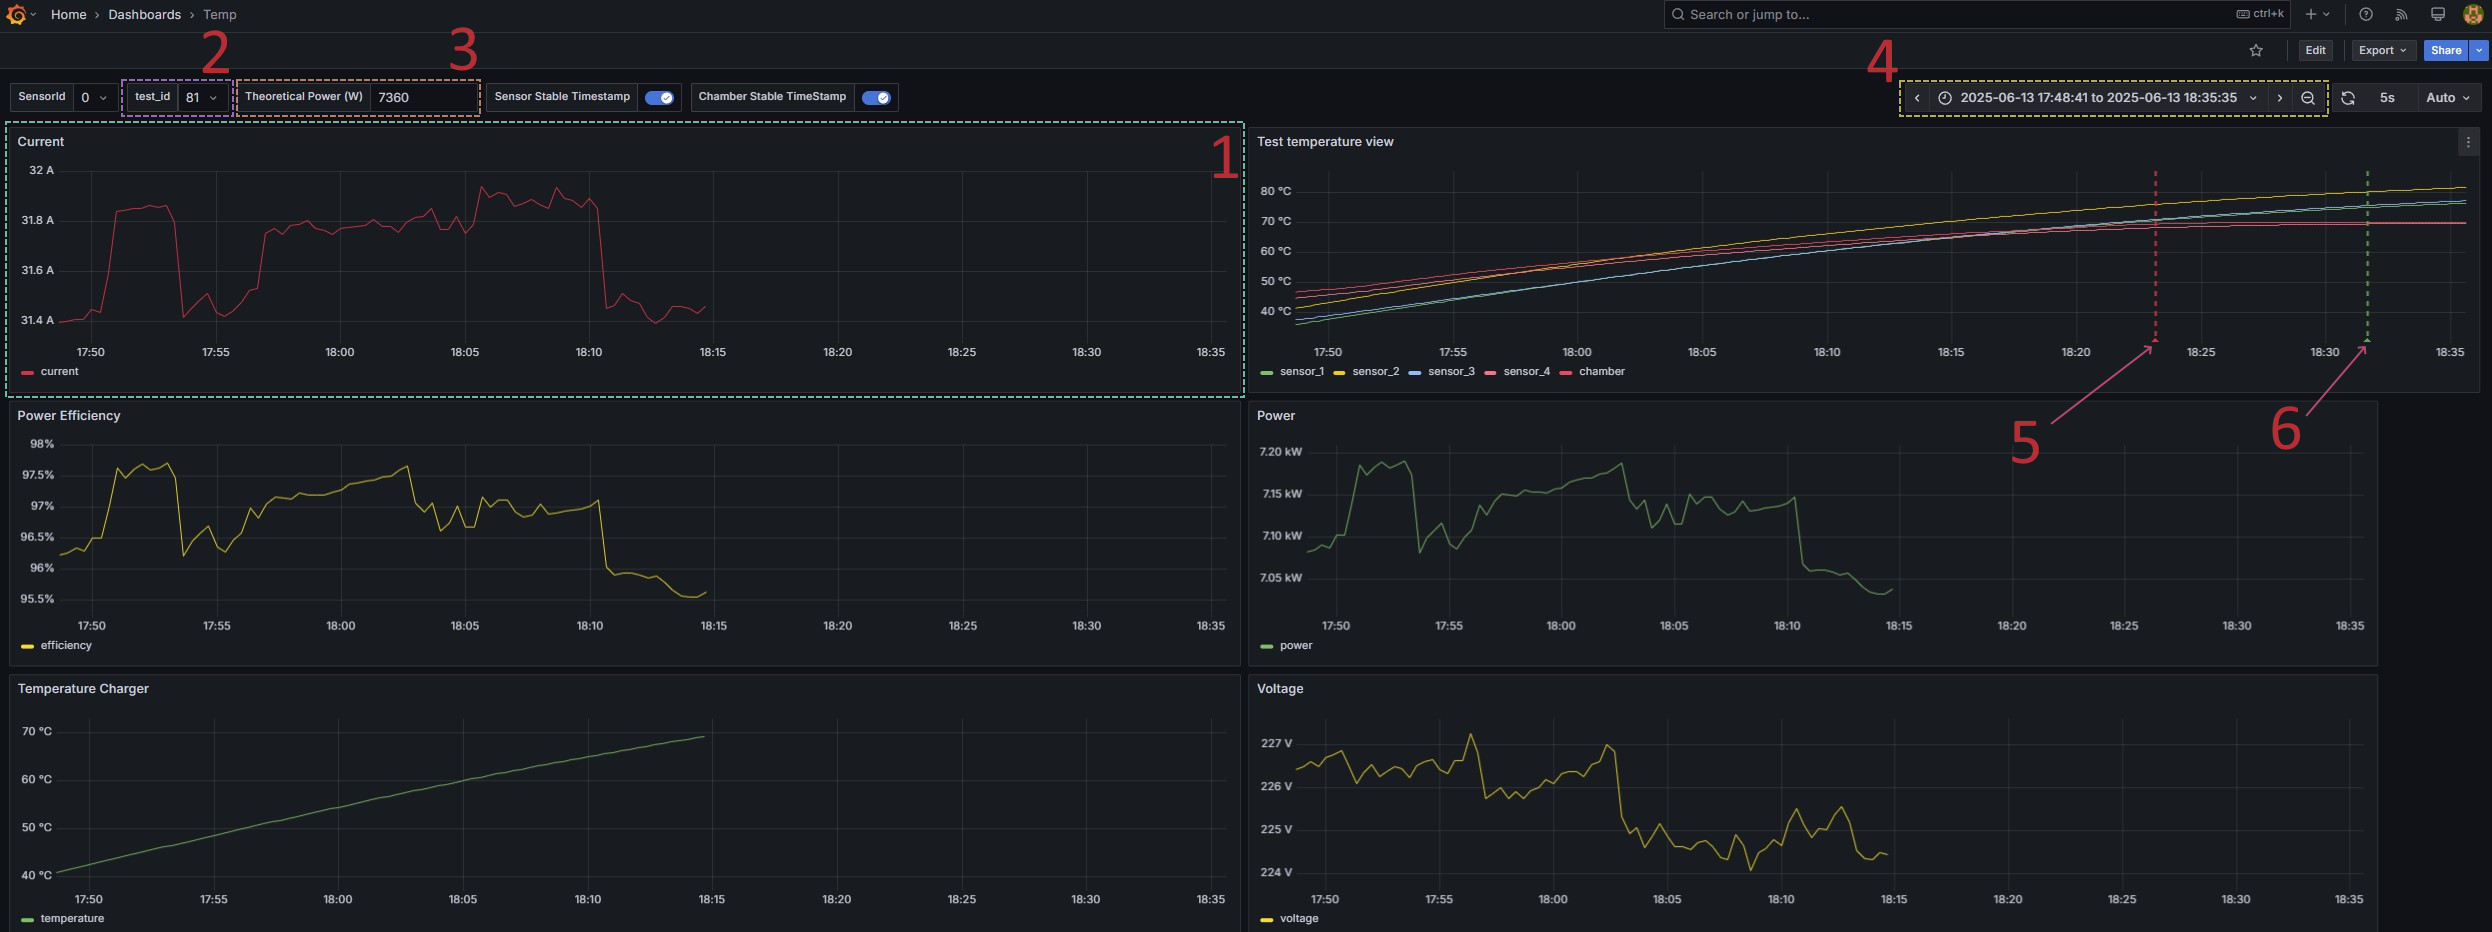 Home › Dashboards › Temp
Search or jump to...
ctrl+k
Edit
Export
Share
2
3
4
SensorId 0
test_id 81
Theoretical Power (W) 7360
Sensor Stable Timestamp
Chamber Stable TimeStamp
2025-06-13 17:48:41 to 2025-06-13 18:35:35
5s
Auto
Current
1
32 A
31.8 A
31.6 A
31.4 A
17:50 17:55 18:00 18:05 18:10 18:15 18:20 18:25 18:30 18:35
current
Test temperature view
80 °C
70 °C
60 °C
50 °C
40 °C
17:50 17:55 18:00 18:05 18:10 18:15 18:20 18:25 18:30 18:35
sensor_1 sensor_2 sensor_3 sensor_4 chamber
5
6
Power Efficiency
98%
97.5%
97%
96.5%
96%
95.5%
17:50 17:55 18:00 18:05 18:10 18:15 18:20 18:25 18:30 18:35
efficiency
Power
7.20 kW
7.15 kW
7.10 kW
7.05 kW
17:50 17:55 18:00 18:05 18:10 18:15 18:20 18:25 18:30 18:35
power
Temperature Charger
70 °C
60 °C
50 °C
40 °C
17:50 17:55 18:00 18:05 18:10 18:15 18:20 18:25 18:30 18:35
temperature
Voltage
227 V
226 V
225 V
224 V
17:50 17:55 18:00 18:05 18:10 18:15 18:20 18:25 18:30 18:35
voltage